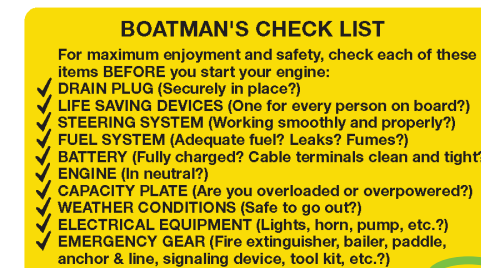 BOATMAN'S CHECK LIST
For maximum enjoyment and safety, check each of these
items BEFORE you start your engine:
✓ DRAIN PLUG (Securely in place?)
✓ LIFE SAVING DEVICES (One for every person on board?)
✓ STEERING SYSTEM (Working smoothly and properly?)
✓ FUEL SYSTEM (Adequate fuel? Leaks? Fumes?)
✓ BATTERY (Fully charged? Cable terminals clean and tight?
✓ ENGINE (In neutral?)
✓ CAPACITY PLATE (Are you overloaded or overpowered?)
✓ WEATHER CONDITIONS (Safe to go out?)
✓ ELECTRICAL EQUIPMENT (Lights, horn, pump, etc.?)
✓ EMERGENCY GEAR (Fire extinguisher, bailer, paddle,
anchor & line, signaling device, tool kit, etc.?)